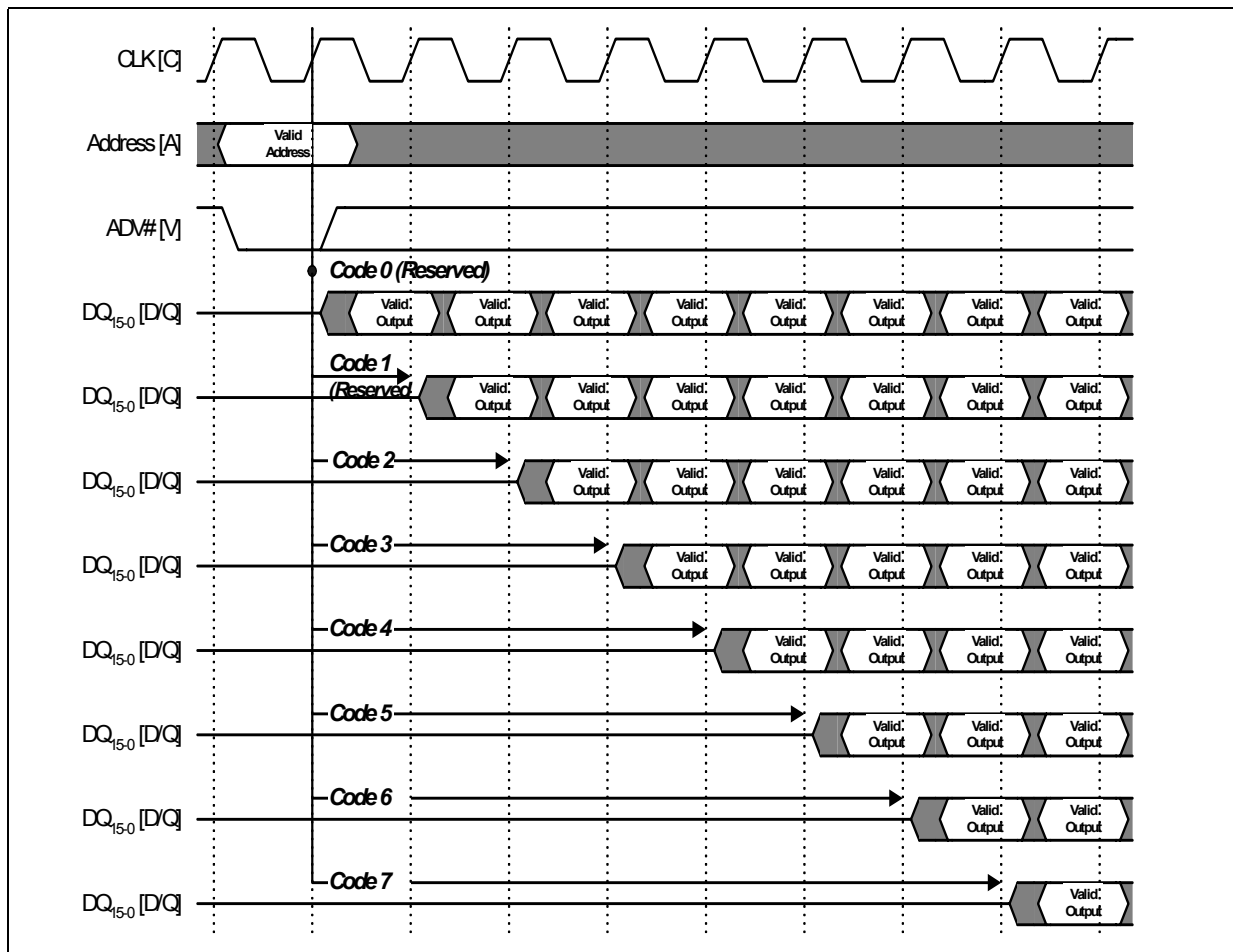 CLK [C]
Address [A]
Valid
Address
ADV# [V]
Code 0 (Reserved)
DQ15-0 [D/Q]
Valid Valid Valid Valid Valid Valid Valid Valid
Output Output Output Output Output Output Output Output
Code 1
(Reserved
DQ15-0 [D/Q]
Valid Valid Valid Valid Valid Valid Valid
Output Output Output Output Output Output Output
Code 2
DQ15-0 [D/Q]
Valid Valid Valid Valid Valid Valid
Output Output Output Output Output Output
Code 3
DQ15-0 [D/Q]
Valid Valid Valid Valid Valid
Output Output Output Output Output
Code 4
DQ15-0 [D/Q]
Valid Valid Valid Valid
Output Output Output Output
Code 5
DQ15-0 [D/Q]
Valid Valid Valid
Output Output Output
Code 6
DQ15-0 [D/Q]
Valid Valid
Output Output
Code 7
DQ15-0 [D/Q]
Valid
Output